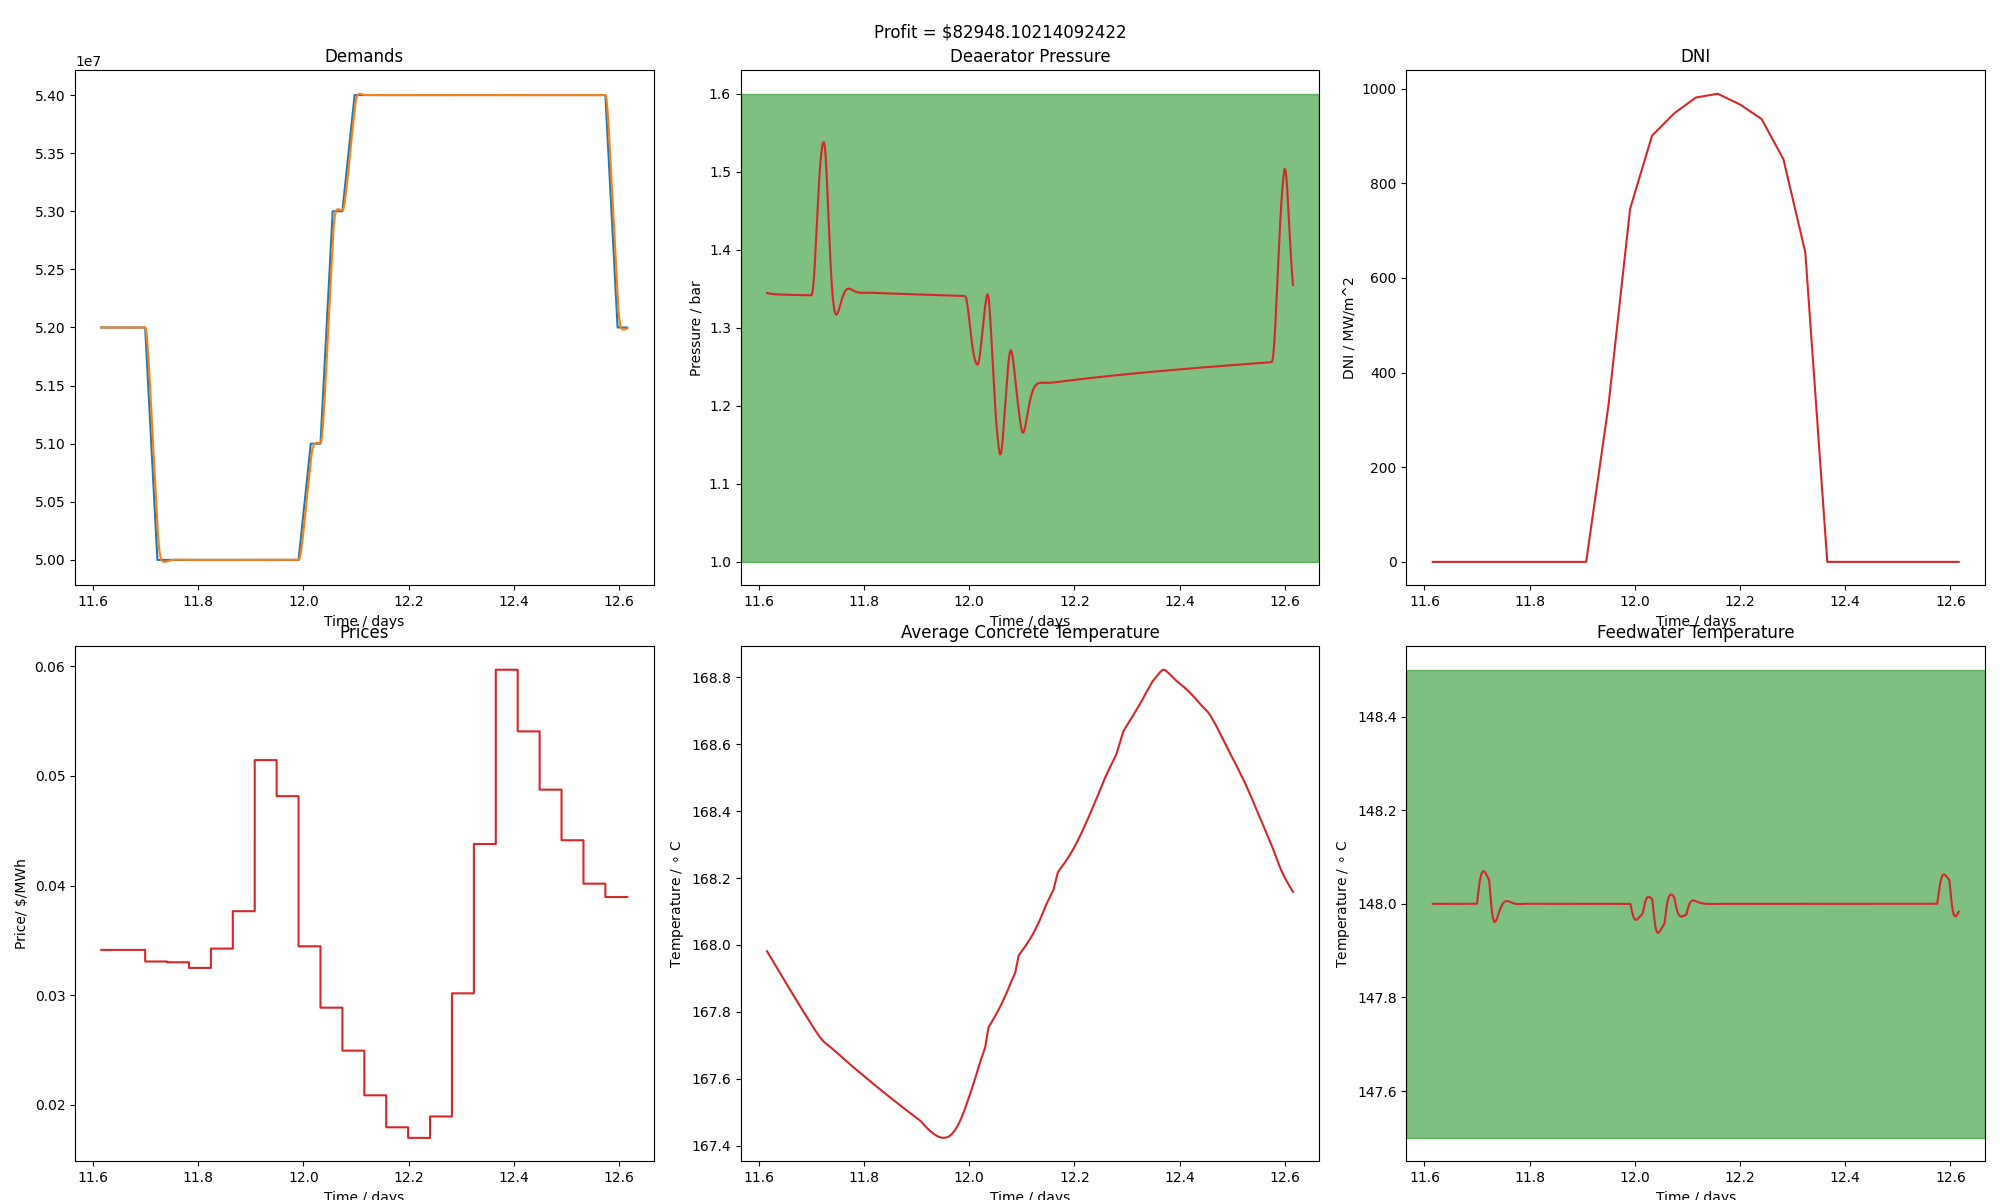 Profit = $82948.10214092422
Demands
1e7
5.40
5.35
5.30
5.25
5.20
5.15
5.10
5.05
5.00
11.6 11.8 12.0 12.2 12.4 12.6
Time / days
Deaerator Pressure
Pressure / bar
1.6
1.5
1.4
1.3
1.2
1.1
1.0
11.6 11.8 12.0 12.2 12.4 12.6
Time / days
DNI
DNI / MW/m^2
1000
800
600
400
200
0
11.6 11.8 12.0 12.2 12.4 12.6
Time / days
Prices
Price/ $/MWh
0.06
0.05
0.04
0.03
0.02
11.6 11.8 12.0 12.2 12.4 12.6
Time / days
Average Concrete Temperature
Temperature / ∘ C
168.8
168.6
168.4
168.2
168.0
167.8
167.6
167.4
11.6 11.8 12.0 12.2 12.4 12.6
Time / days
Feedwater Temperature
Temperature / ∘ C
148.4
148.2
148.0
147.8
147.6
11.6 11.8 12.0 12.2 12.4 12.6
Time / days